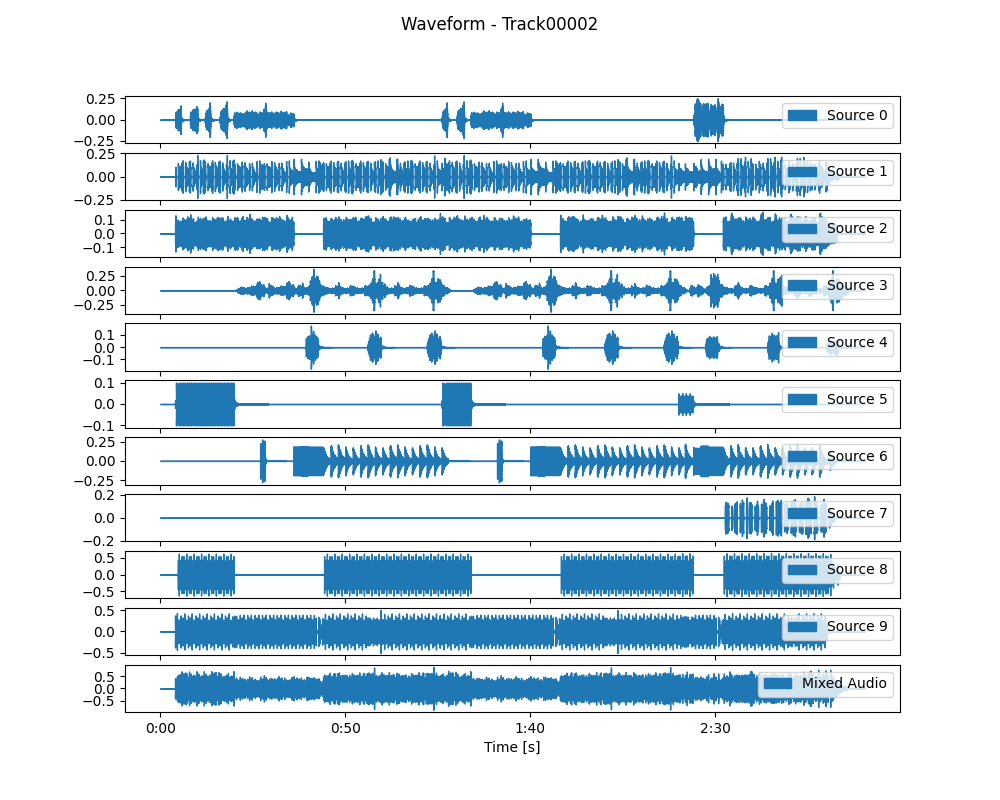 Waveform - Track00002
0.25
0.00
−0.25
Source 0
0.25
0.00
−0.25
Source 1
0.1
0.0
−0.1
Source 2
0.25
0.00
−0.25
Source 3
0.1
0.0
−0.1
Source 4
0.1
0.0
−0.1
Source 5
0.25
0.00
−0.25
Source 6
0.2
0.0
−0.2
Source 7
0.5
0.0
−0.5
Source 8
0.5
0.0
−0.5
Source 9
0.5
0.0
−0.5
Mixed Audio
0:00 0:50 1:40 2:30
Time [s]